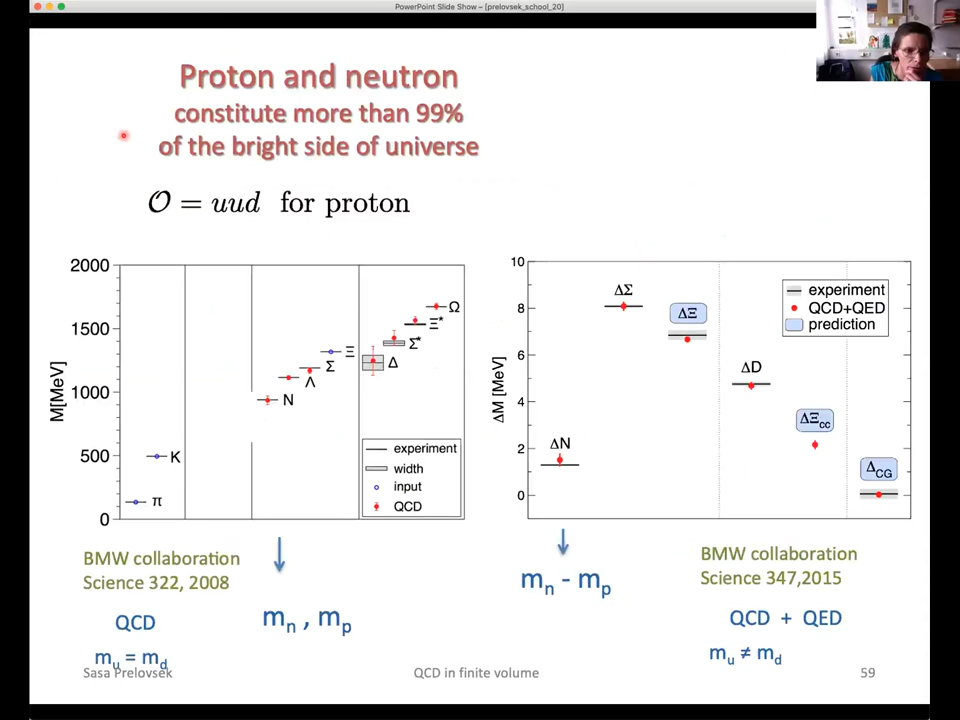 PowerPoint Slide Show – [prelovsek_school_20]
Proton and neutron
constitute more than 99%
of the bright side of universe
𝒪 = uud for proton
2000
1500
1000
500
0
M[MeV]
π
K
N
Λ
Σ
Ξ
Δ
Σ*
Ξ*
Ω
experiment
width
input
QCD
10
8
6
4
2
0
ΔM [MeV]
ΔN
ΔΣ
ΔΞ
ΔD
ΔΞcc
ΔCG
experiment
QCD+QED
prediction
BMW collaboration
Science 322, 2008
QCD
mu = md
mn , mp
mn - mp
BMW collaboration
Science 347,2015
QCD + QED
mu ≠ md
Sasa Prelovsek
QCD in finite volume
59